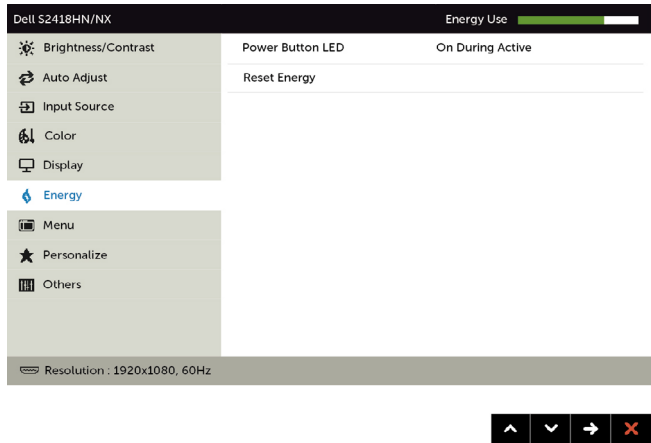 Dell S2418HN/NX Energy Use
Brightness/Contrast Power Button LED On During Active
Auto Adjust Reset Energy
Input Source
Color
Display
Energy
Menu
Personalize
Others
Resolution : 1920x1080, 60Hz